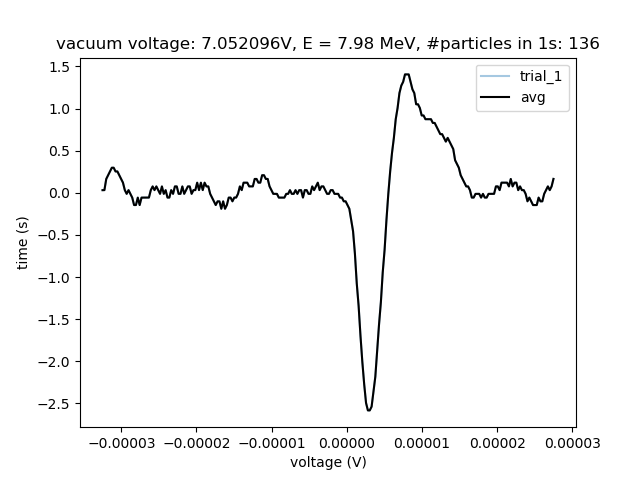 vacuum voltage: 7.052096V, E = 7.98 MeV, #particles in 1s: 136
trial_1
avg
1.5
1.0
0.5
0.0
−0.5
−1.0
−1.5
−2.0
−2.5
time (s)
−0.00003 −0.00002 −0.00001 0.00000 0.00001 0.00002 0.00003
voltage (V)